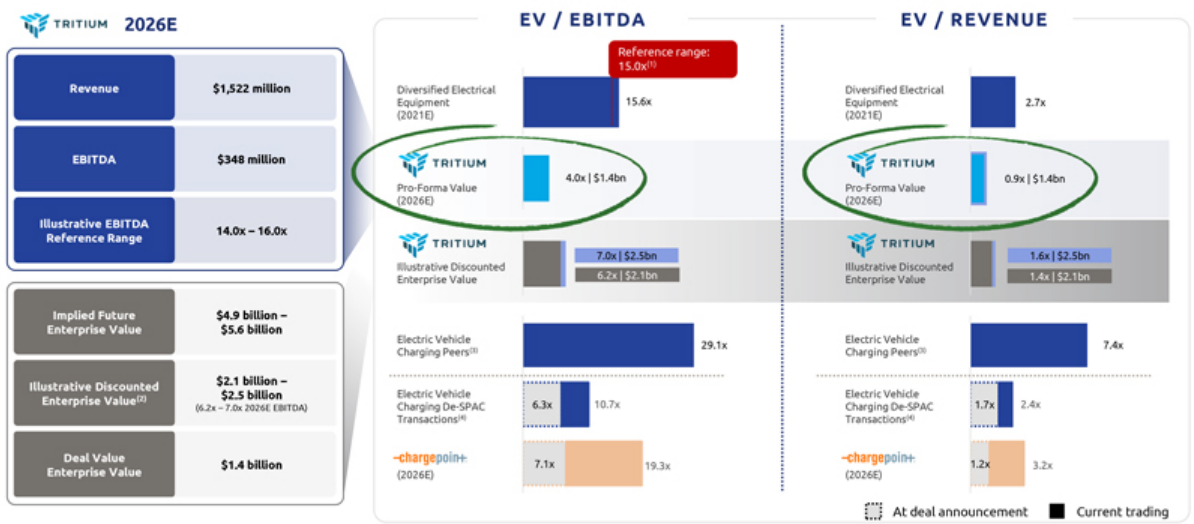 TRITIUM 2026E
Revenue
$1,522 million
EBITDA
$348 million
Illustrative EBITDA
Reference Range
14.0x – 16.0x
Implied Future
Enterprise Value
$4.9 billion –
$5.6 billion
Illustrative Discounted
Enterprise Value(2)
$2.1 billion –
$2.5 billion
(6.2x – 7.0x 2026E EBITDA)
Deal Value
Enterprise Value
$1.4 billion
EV / EBITDA
Reference range:
15.0x(1)
Diversified Electrical
Equipment
(2021E)
15.6x
TRITIUM
Pro-Forma Value
(2026E)
4.0x | $1.4bn
TRITIUM
Illustrative Discounted
Enterprise Value
7.0x | $2.5bn
6.2x | $2.1bn
Electric Vehicle
Charging Peers(3)
29.1x
Electric Vehicle
Charging De-SPAC
Transactions(4)
6.3x
10.7x
-chargepoin+.
(2026E)
7.1x
19.3x
EV / REVENUE
Diversified Electrical
Equipment
(2021E)
2.7x
TRITIUM
Pro-Forma Value
(2026E)
0.9x | $1.4bn
TRITIUM
Illustrative Discounted
Enterprise Value
1.6x | $2.5bn
1.4x | $2.1bn
Electric Vehicle
Charging Peers(3)
7.4x
Electric Vehicle
Charging De-SPAC
Transactions(4)
1.7x
2.4x
-chargepoin+.
(2026E)
1.2x
3.2x
At deal announcement
Current trading